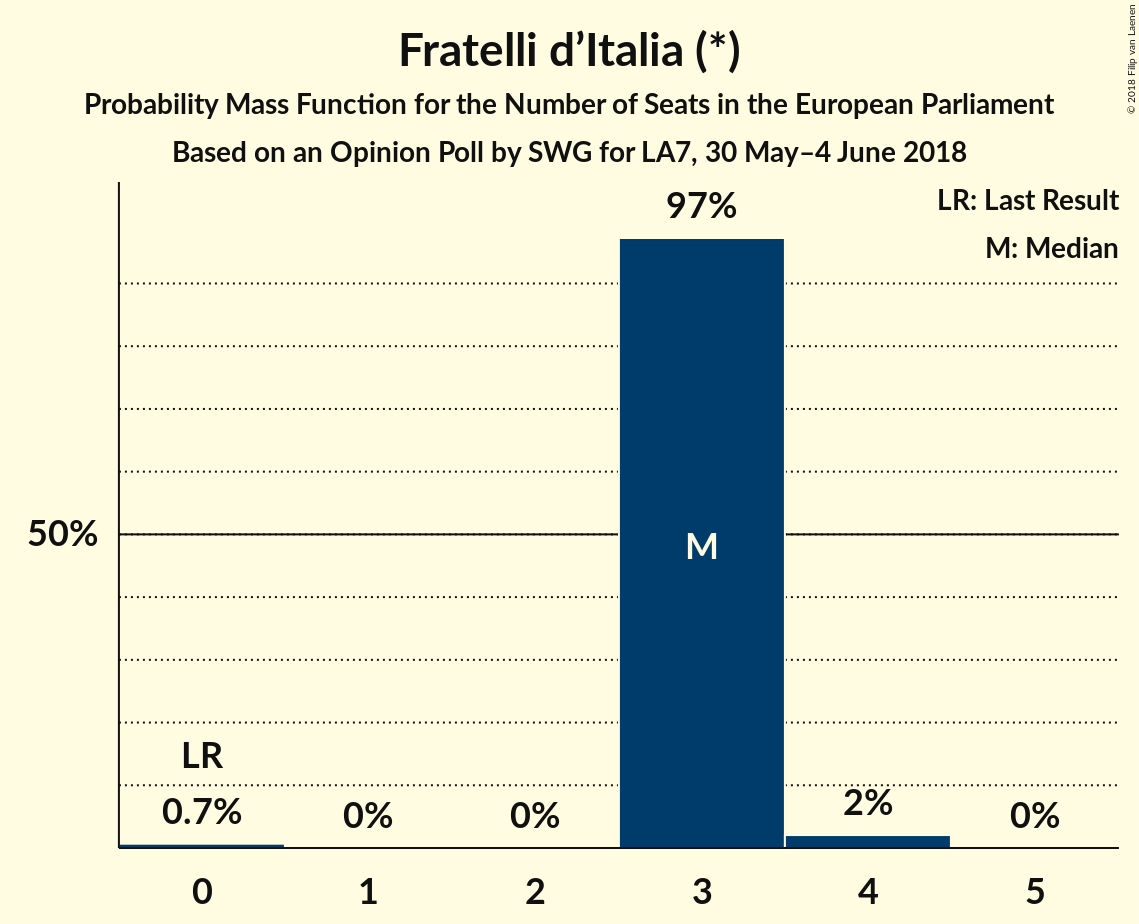 Fratelli d’Italia (*)
Probability Mass Function for the Number of Seats in the European Parliament
Based on an Opinion Poll by SWG for LA7, 30 May–4 June 2018
© 2018 Filip van Laenen
LR: Last Result
M: Median
97%
50%
M
LR
0.7%
0%
0%
2%
0%
0
1
2
3
4
5